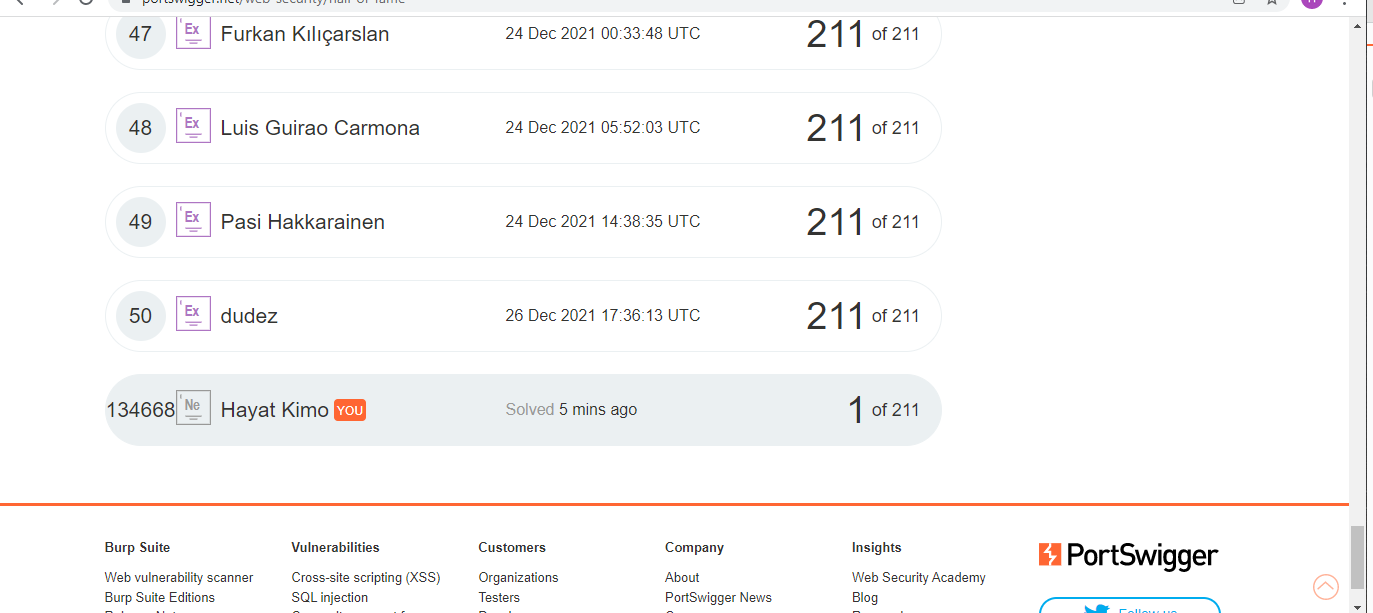 portswigger.net/web-security/hall-of-fame
47 Ex Furkan Kılıçarslan 24 Dec 2021 00:33:48 UTC 211 of 211
48 Ex Luis Guirao Carmona 24 Dec 2021 05:52:03 UTC 211 of 211
49 Ex Pasi Hakkarainen 24 Dec 2021 14:38:35 UTC 211 of 211
50 Ex dudez 26 Dec 2021 17:36:13 UTC 211 of 211
134668 Ne Hayat Kimo YOU Solved 5 mins ago 1 of 211
Burp Suite Vulnerabilities Customers Company Insights PortSwigger
Web vulnerability scanner Cross-site scripting (XSS) Organizations About Web Security Academy
Burp Suite Editions SQL injection Testers PortSwigger News Blog
Follow us